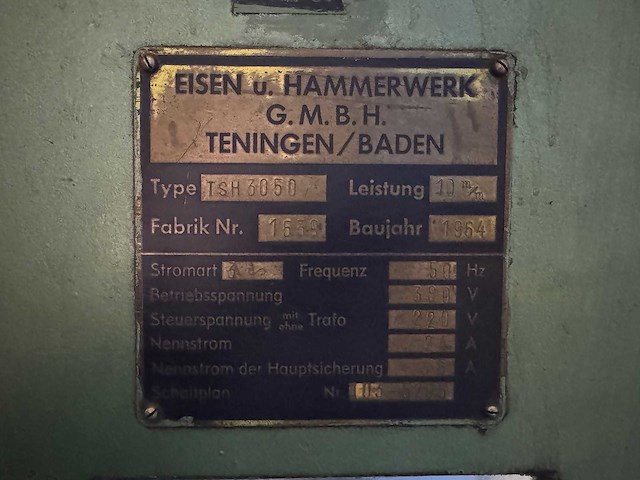 EISEN u. HAMMERWERK
G.M.B.H.
TENINGEN/BADEN
Type TSH 3050 Leistung
Fabrik Nr. Baujahr 1964
Stromart Frequenz 50 Hz
Betriebsspannung 380 V
Steuerspannung mit ohne Trafo 220 V
Nennstrom 24 A
Nennstrom der Hauptsicherung A
Schaltplan Nr.